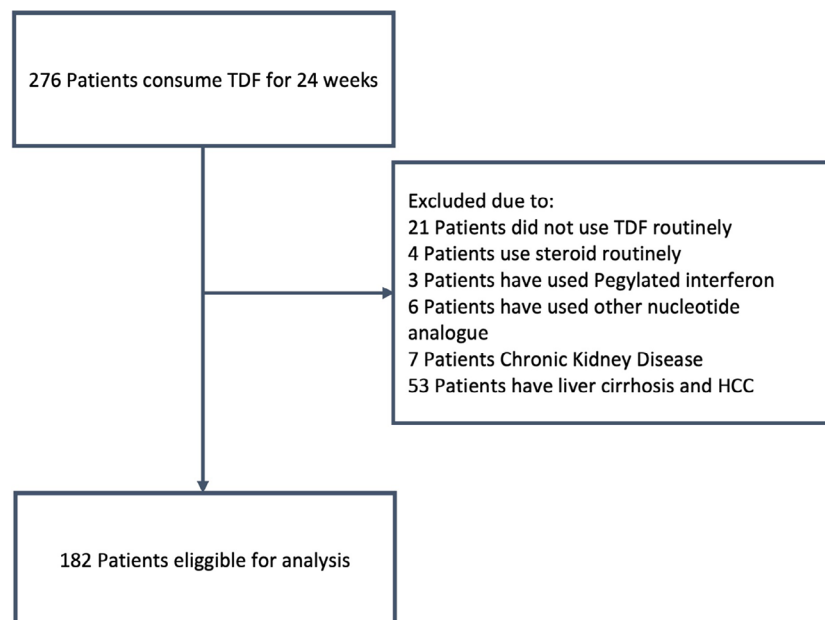 276 Patients consume TDF for 24 weeks
Excluded due to:
21 Patients did not use TDF routinely
4 Patients use steroid routinely
3 Patients have used Pegylated interferon
6 Patients have used other nucleotide
analogue
7 Patients Chronic Kidney Disease
53 Patients have liver cirrhosis and HCC
182 Patients eliggible for analysis